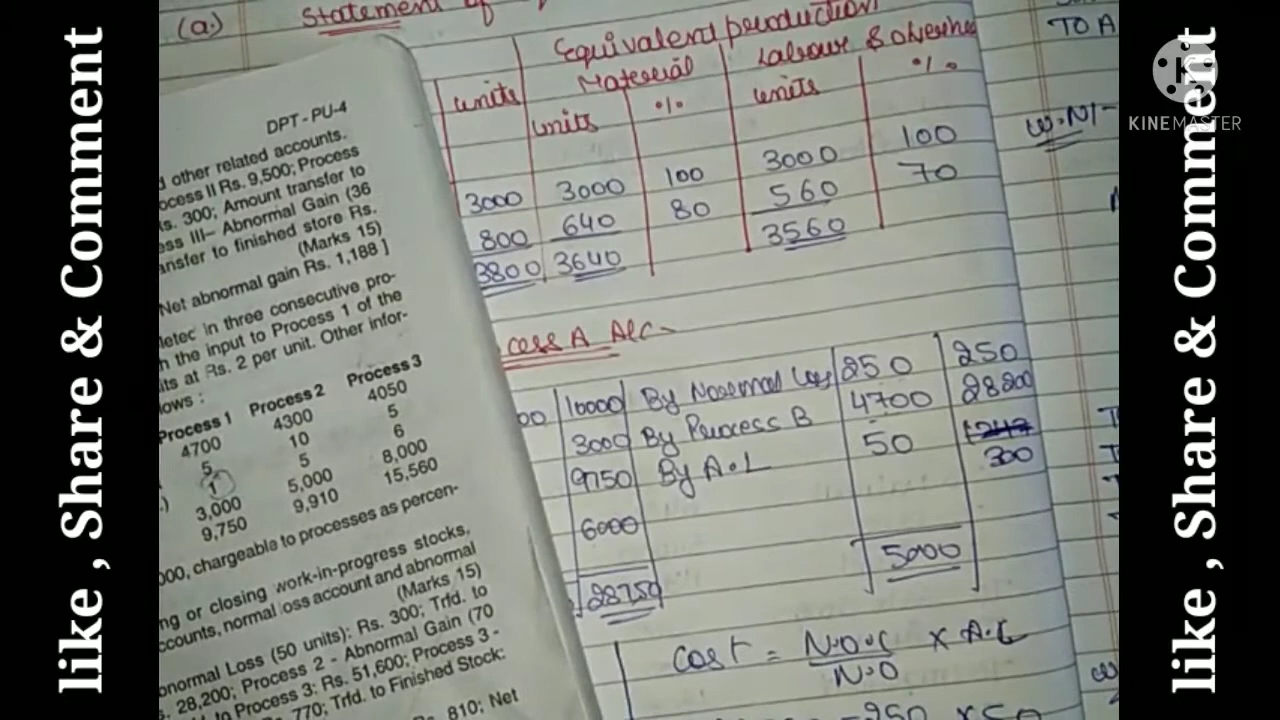 like , Share & Comment
(a.) Statement of
Equivalent production
units Material Labour & Overhead
units % units %
3000 3000 100 3000 100
800 640 80 560 70
3800 3640 3560
Process A A/c
10000 By Normal Loss 250 250
3000 By Process B 4700 28200
9750 By A.L 50 300
6000
28750 5000
Cost = N.O.C X A.L
N.O
TO A
W.N1-
KINEMASTER
DPT - PU-4
other related accounts.
Process II Rs. 9,500; Process
Rs. 300; Amount transfer to
III– Abnormal Gain (36
transfer to finished store Rs.
(Marks 15)
Net abnormal gain Rs. 1,188 ]
in three consecutive pro-
the input to Process 1 of the
at Rs. 2 per unit. Other infor-
:
Process 1 Process 2 Process 3
4700 4300 4050
5 10 5
1 5 6
3,000 5,000 8,000
9,750 9,910 15,560
000, chargeable to processes as percen-
or closing work-in-progress stocks,
accounts, normal loss account and abnormal
(Marks 15)
Abnormal Loss (50 units): Rs. 300; Trfd. to
28,200; Process 2 - Abnormal Gain (70
to Process 3: Rs. 51,600; Process 3 -
Rs. 770; Trfd. to Finished Stock:
Rs. 810; Net
like , Share & Comment